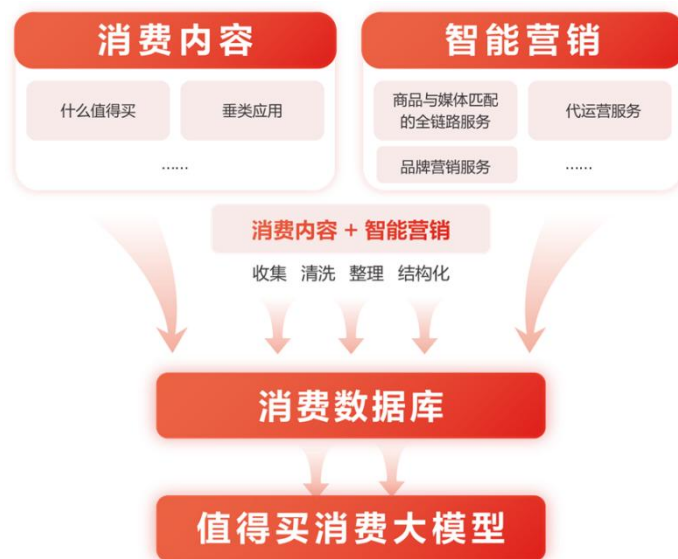 消费内容
智能营销
什么值得买
垂类应用
……
商品与媒体匹配
的全链路服务
代运营服务
品牌营销服务
……
消费内容 + 智能营销
收集 清洗 整理 结构化
消费数据库
值得买消费大模型